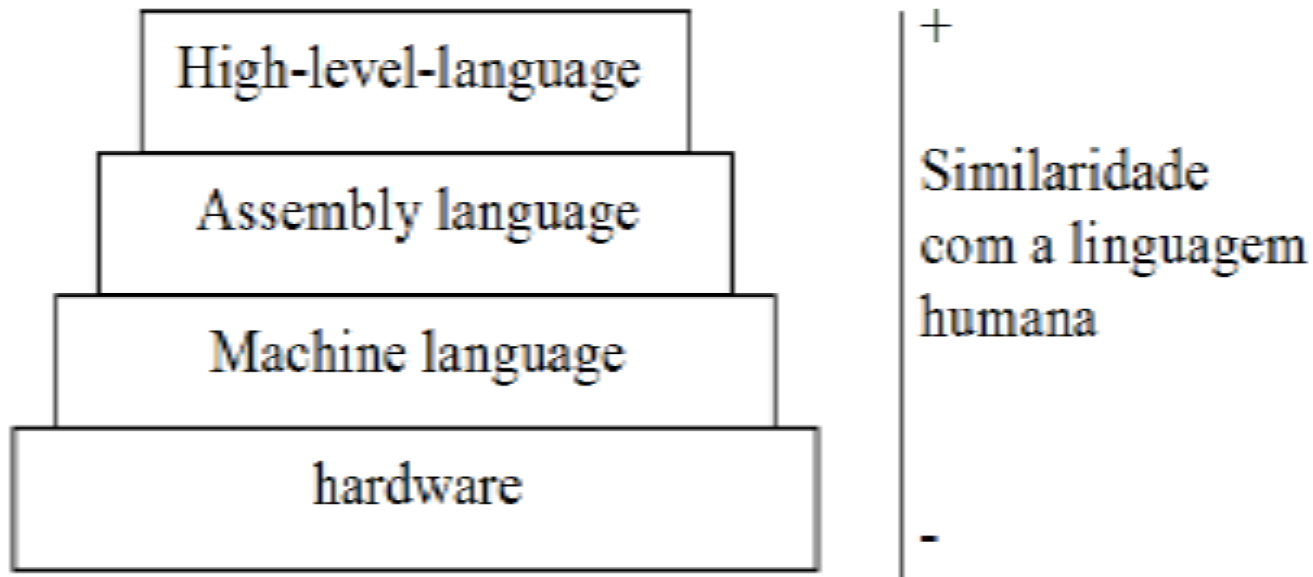 High-level-language
Assembly language
Machine language
hardware
+
Similaridade
com a linguagem
humana
-